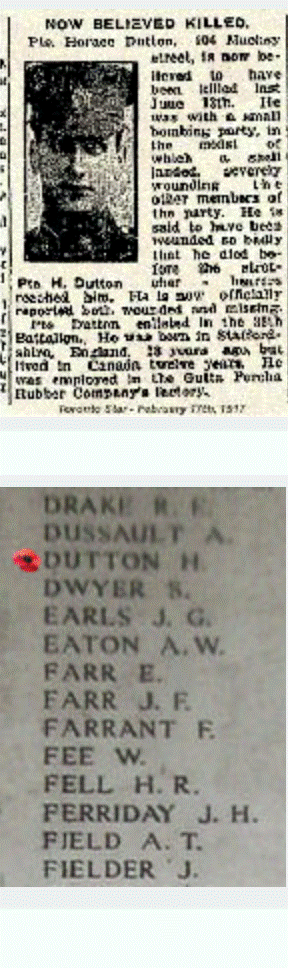 NOW BELIEVED KILLED.
Pte. Horace Dutton, 604 Muckey
street, is now be-
lieved to have
been killed last
June 13th. He
was with a small
bombing party, in
the midst of
which a shell
landed, severely
wounding the
other members of
the party. He is
said to have been
wounded so badly
that he died be-
fore the stret-
Pte H. Dutton
cher - bearers
reached him. He is now officially
reported both wounded and missing.
Pte Dutton enlisted in the 35th
Battalion. He was born in Stafford-
shire, England, 18 years ago, but
lived in Canada twelve years. He
was employed in the Gutta Percha
Rubber Company's factory.
Toronto Star - February 17th, 1917
DRAKE R. E.
DUSSAULT A.
DUTTON H.
DWYER S.
EARLS J. G.
EATON A. W.
FARR E.
FARR J. F.
FARRANT F.
FEE W.
FELL H. R.
FERRIDAY J. H.
FIELD A. T.
FIELDER J.